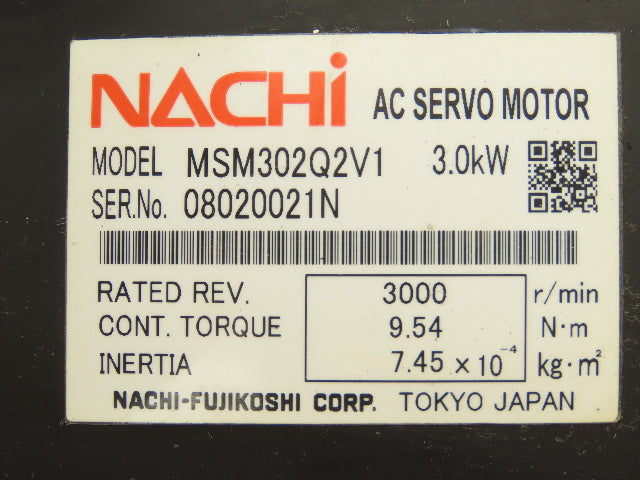 NACHi AC SERVO MOTOR
MODEL MSM302Q2V1 3.0kW
SER.No. 08020021N
RATED REV. 3000 r/min
CONT. TORQUE 9.54 N·m
INERTIA 7.45 × 10⁻⁴ kg·m²
NACHI-FUJIKOSHI CORP. TOKYO JAPAN